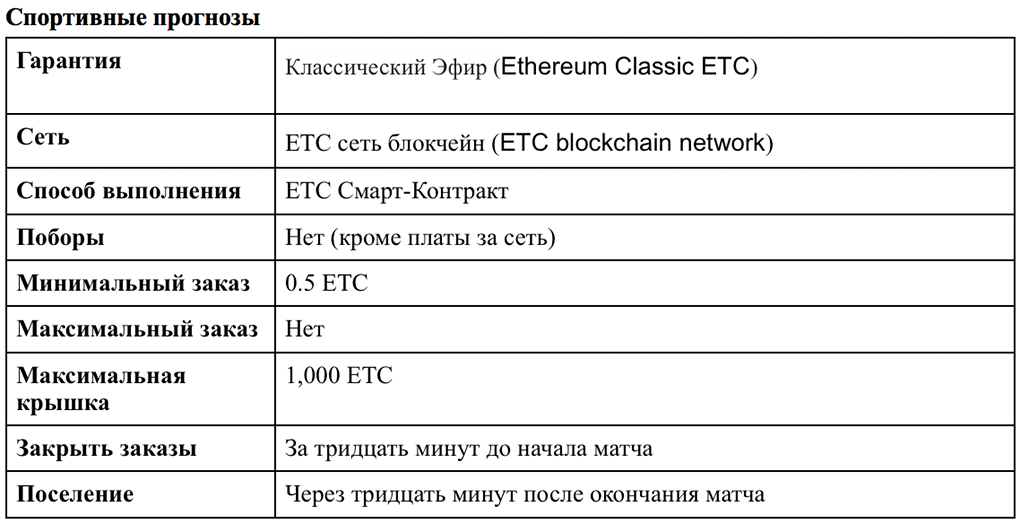 Спортивные прогнозы
Гарантия
Классический Эфир (Ethereum Classic ETC)
Сеть
ETC сеть блокчейн (ETC blockchain network)
Способ выполнения
ETC Смарт-Контракт
Поборы
Нет (кроме платы за сеть)
Минимальный заказ
0.5 ETC
Максимальный заказ
Нет
Максимальная
крышка
1,000 ETC
Закрыть заказы
За тридцать минут до начала матча
Поселение
Через тридцать минут после окончания матча